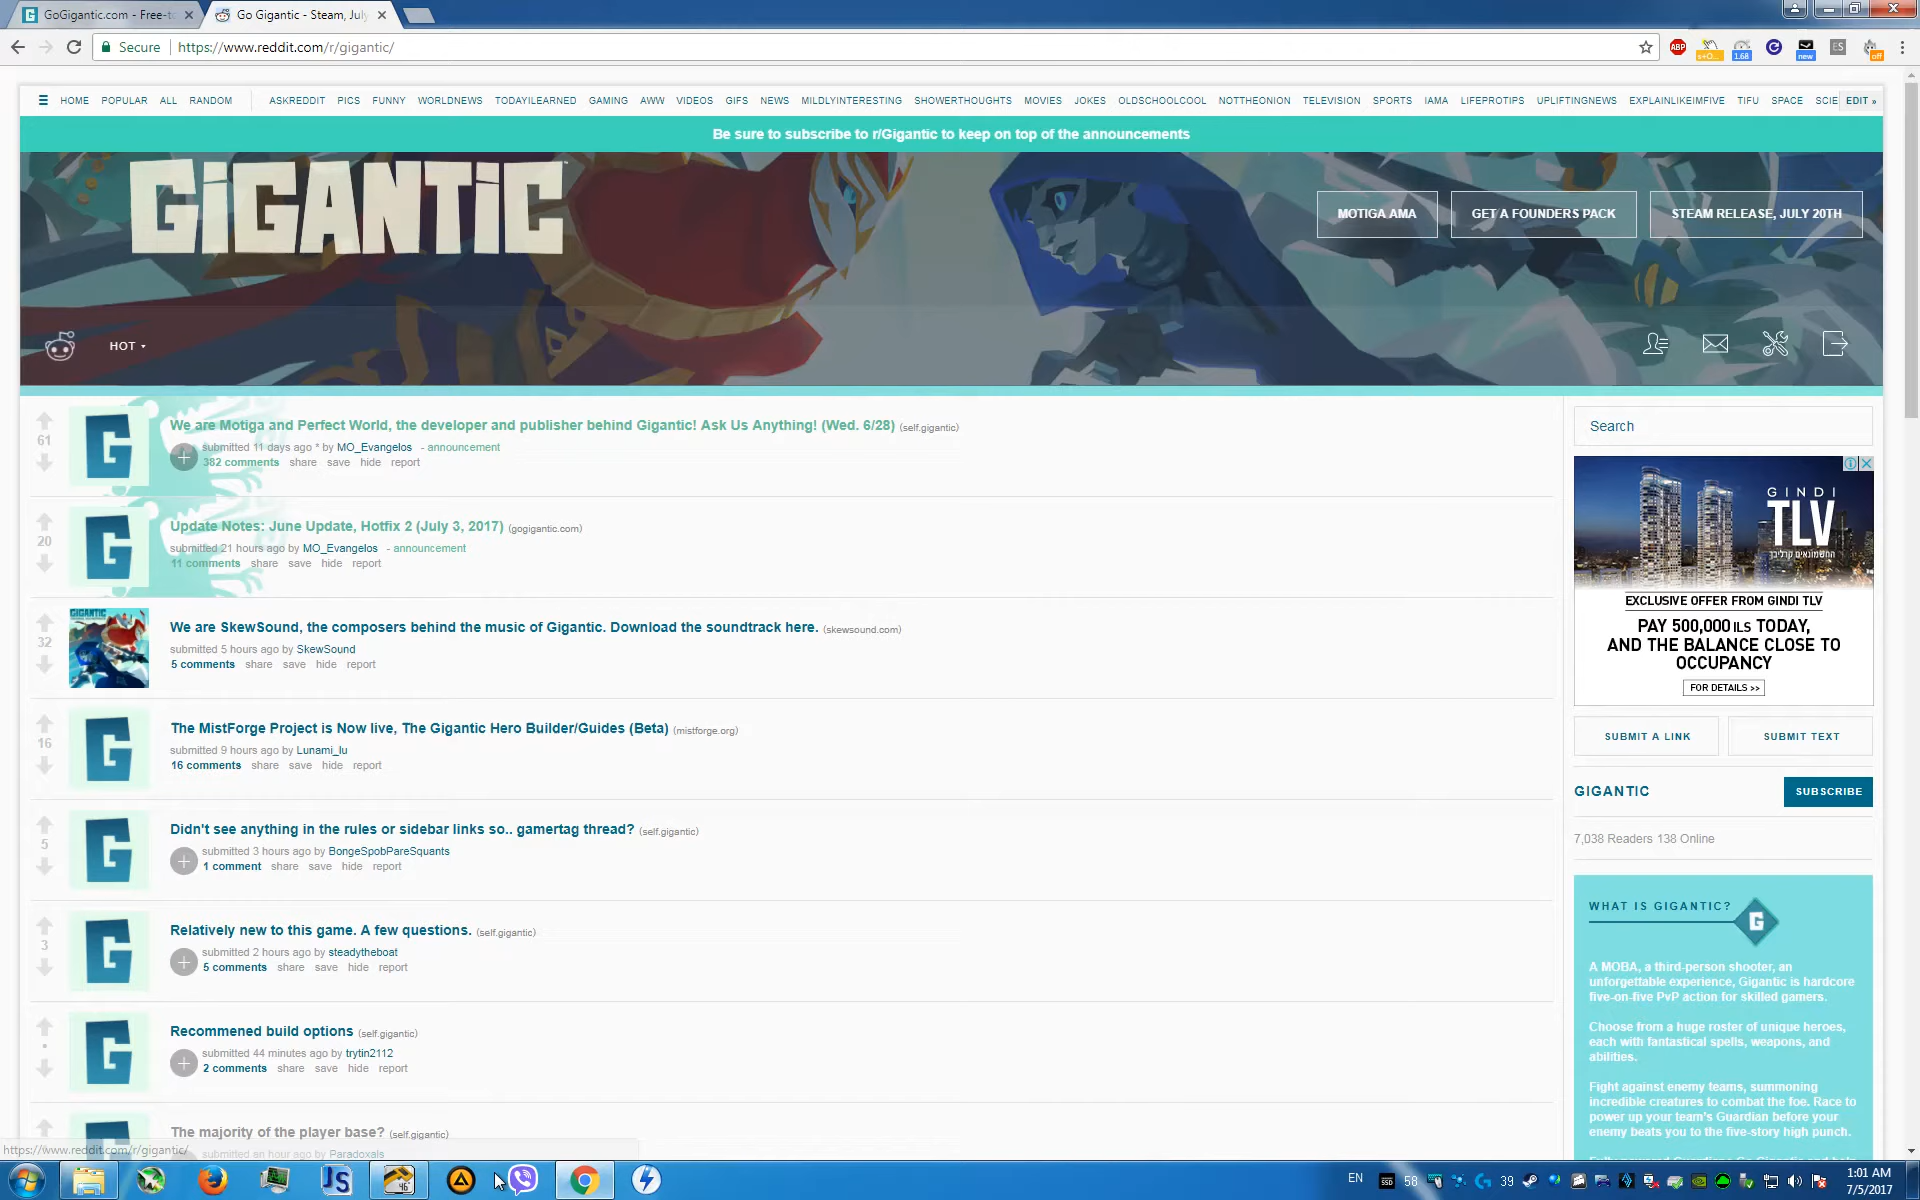 GoGigantic.com - Free-to
Go Gigantic - Steam, July
Secure
https://www.reddit.com/r/gigantic/
HOME POPULAR ALL RANDOM ASKREDDIT PICS FUNNY WORLDNEWS TODAYILEARNED GAMING AWW VIDEOS GIFS NEWS MILDLYINTERESTING SHOWERTHOUGHTS MOVIES JOKES OLDSCHOOLCOOL NOTTHEONION TELEVISION SPORTS IAMA LIFEPROTIPS UPLIFTINGNEWS EXPLAINLIKEIMFIVE TIFU SPACE SCIE EDIT »
Be sure to subscribe to r/Gigantic to keep on top of the announcements
GiGANTiC
MOTIGA AMA
GET A FOUNDERS PACK
STEAM RELEASE, JULY 20TH
HOT
61
We are Motiga and Perfect World, the developer and publisher behind Gigantic! Ask Us Anything! (Wed. 6/28) (self.gigantic)
submitted 11 days ago * by MO_Evangelos - announcement
382 comments share save hide report
20
Update Notes: June Update, Hotfix 2 (July 3, 2017) (gogigantic.com)
submitted 21 hours ago by MO_Evangelos - announcement
11 comments share save hide report
32
We are SkewSound, the composers behind the music of Gigantic. Download the soundtrack here. (skewsound.com)
submitted 5 hours ago by SkewSound
5 comments share save hide report
16
The MistForge Project is Now live, The Gigantic Hero Builder/Guides (Beta) (mistforge.org)
submitted 9 hours ago by Lunami_lu
16 comments share save hide report
5
Didn't see anything in the rules or sidebar links so.. gamertag thread? (self.gigantic)
submitted 3 hours ago by BongeSpobPareSquants
1 comment share save hide report
3
Relatively new to this game. A few questions. (self.gigantic)
submitted 2 hours ago by steadytheboat
5 comments share save hide report
•
Recommened build options (self.gigantic)
submitted 44 minutes ago by trytin2112
2 comments share save hide report
The majority of the player base? (self.gigantic)
submitted an hour ago by Paradoxals
https://www.reddit.com/r/gigantic/
Search
GINDI
TLV
EXCLUSIVE OFFER FROM GINDI TLV
PAY 500,000 ILS TODAY,
AND THE BALANCE CLOSE TO
OCCUPANCY
FOR DETAILS >>
SUBMIT A LINK
SUBMIT TEXT
GIGANTIC
SUBSCRIBE
7,038 Readers 138 Online
WHAT IS GIGANTIC?
A MOBA, a third-person shooter, an
unforgettable experience, Gigantic is hardcore
five-on-five PvP action for skilled gamers.
Choose from a huge roster of unique heroes,
each with fantastical spells, weapons, and
abilities.
Fight against enemy teams, summoning
incredible creatures to combat the foe. Race to
power up your team's Guardian before your
enemy beats you to the five-story high punch.
EN
58
39
1:01 AM
7/5/2017